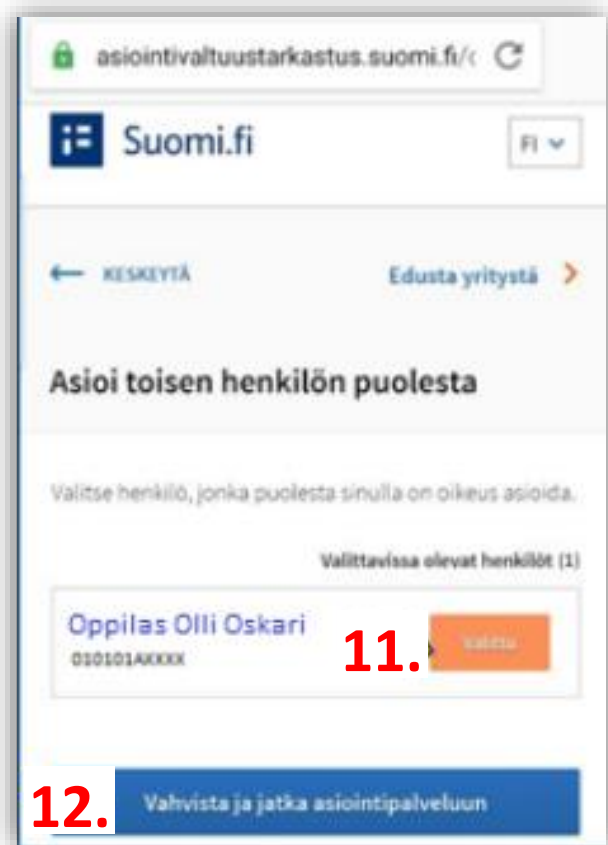 asiointivaltuustarkastus.suomi.fi/c
Suomi.fi
FI
KESKEYTÄ
Edusta yritystä
Asioi toisen henkilön puolesta
Valitse henkilö, jonka puolesta sinulla on oikeus asioida.
Valittavissa olevat henkilöt (1)
Oppilas Olli Oskari
010101AXXXX
11.
Valittu
12.
Vahvista ja jatka asiointipalveluun